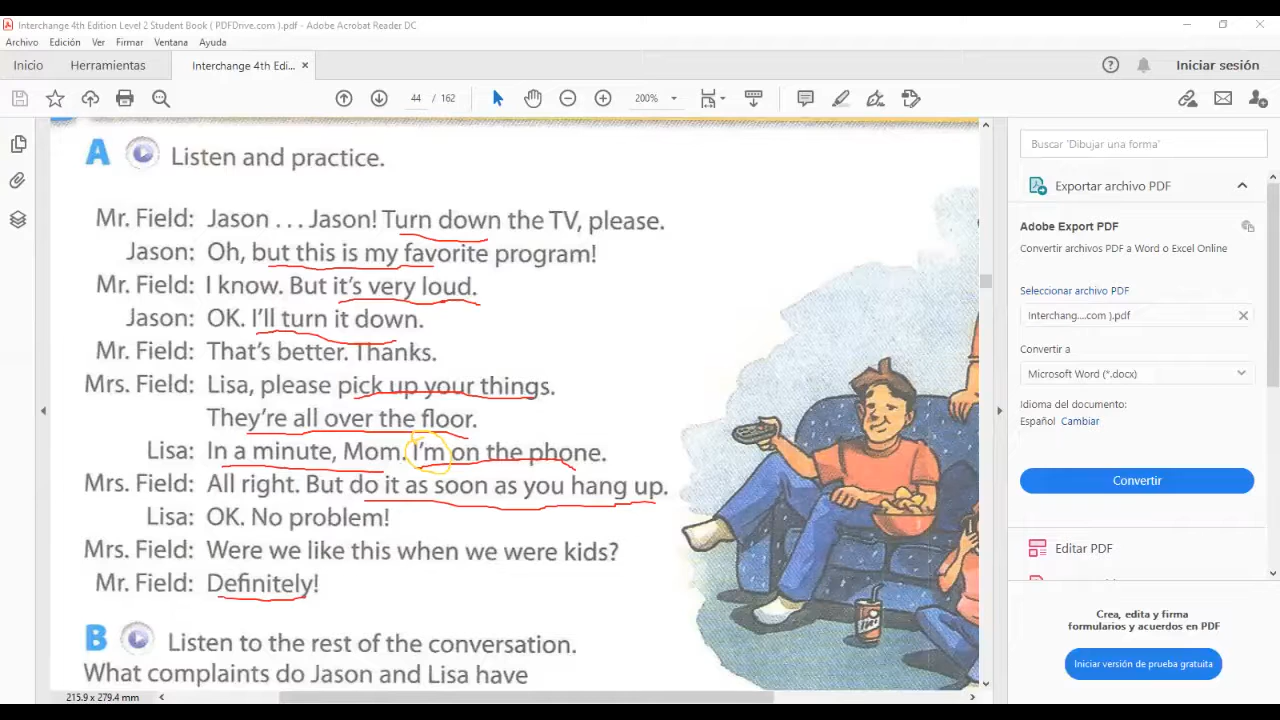 Interchange 4th Edition Level 2 Student Book ( PDFDrive.com ).pdf - Adobe Acrobat Reader DC
Archivo Edición Ver Firmar Ventana Ayuda
Inicio Herramientas Interchange 4th Edi... × Iniciar sesión
44 / 162 200%
A Listen and practice.
Mr. Field: Jason . . . Jason! Turn down the TV, please.
Jason: Oh, but this is my favorite program!
Mr. Field: I know. But it's very loud.
Jason: OK. I'll turn it down.
Mr. Field: That's better. Thanks.
Mrs. Field: Lisa, please pick up your things.
They're all over the floor.
Lisa: In a minute, Mom. I'm on the phone.
Mrs. Field: All right. But do it as soon as you hang up.
Lisa: OK. No problem!
Mrs. Field: Were we like this when we were kids?
Mr. Field: Definitely!
B Listen to the rest of the conversation.
What complaints do Jason and Lisa have
215.9 x 279.4 mm
Buscar 'Dibujar una forma'
Exportar archivo PDF
Adobe Export PDF
Convertir archivos PDF a Word o Excel Online
Seleccionar archivo PDF
Interchang....com ).pdf
Convertir a
Microsoft Word (*.docx)
Idioma del documento:
Español Cambiar
Convertir
Editar PDF
Crea, edita y firma
formularios y acuerdos en PDF
Iniciar versión de prueba gratuita